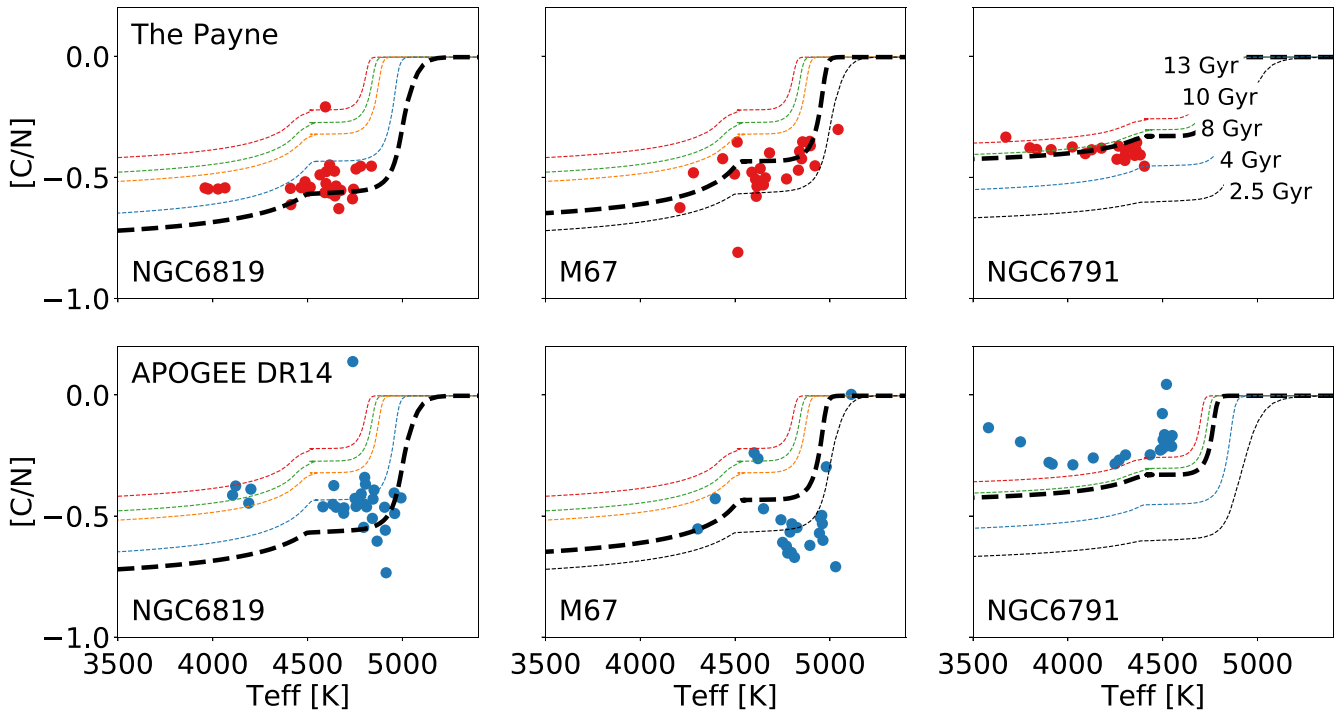 The Payne
0.0
−0.5
−1.0
[C/N]
NGC6819
M67
NGC6791
13 Gyr
10 Gyr
8 Gyr
4 Gyr
2.5 Gyr
APOGEE DR14
0.0
−0.5
−1.0
[C/N]
NGC6819
M67
NGC6791
3500 4000 4500 5000 3500 4000 4500 5000 3500 4000 4500 5000
Teff [K] Teff [K] Teff [K]